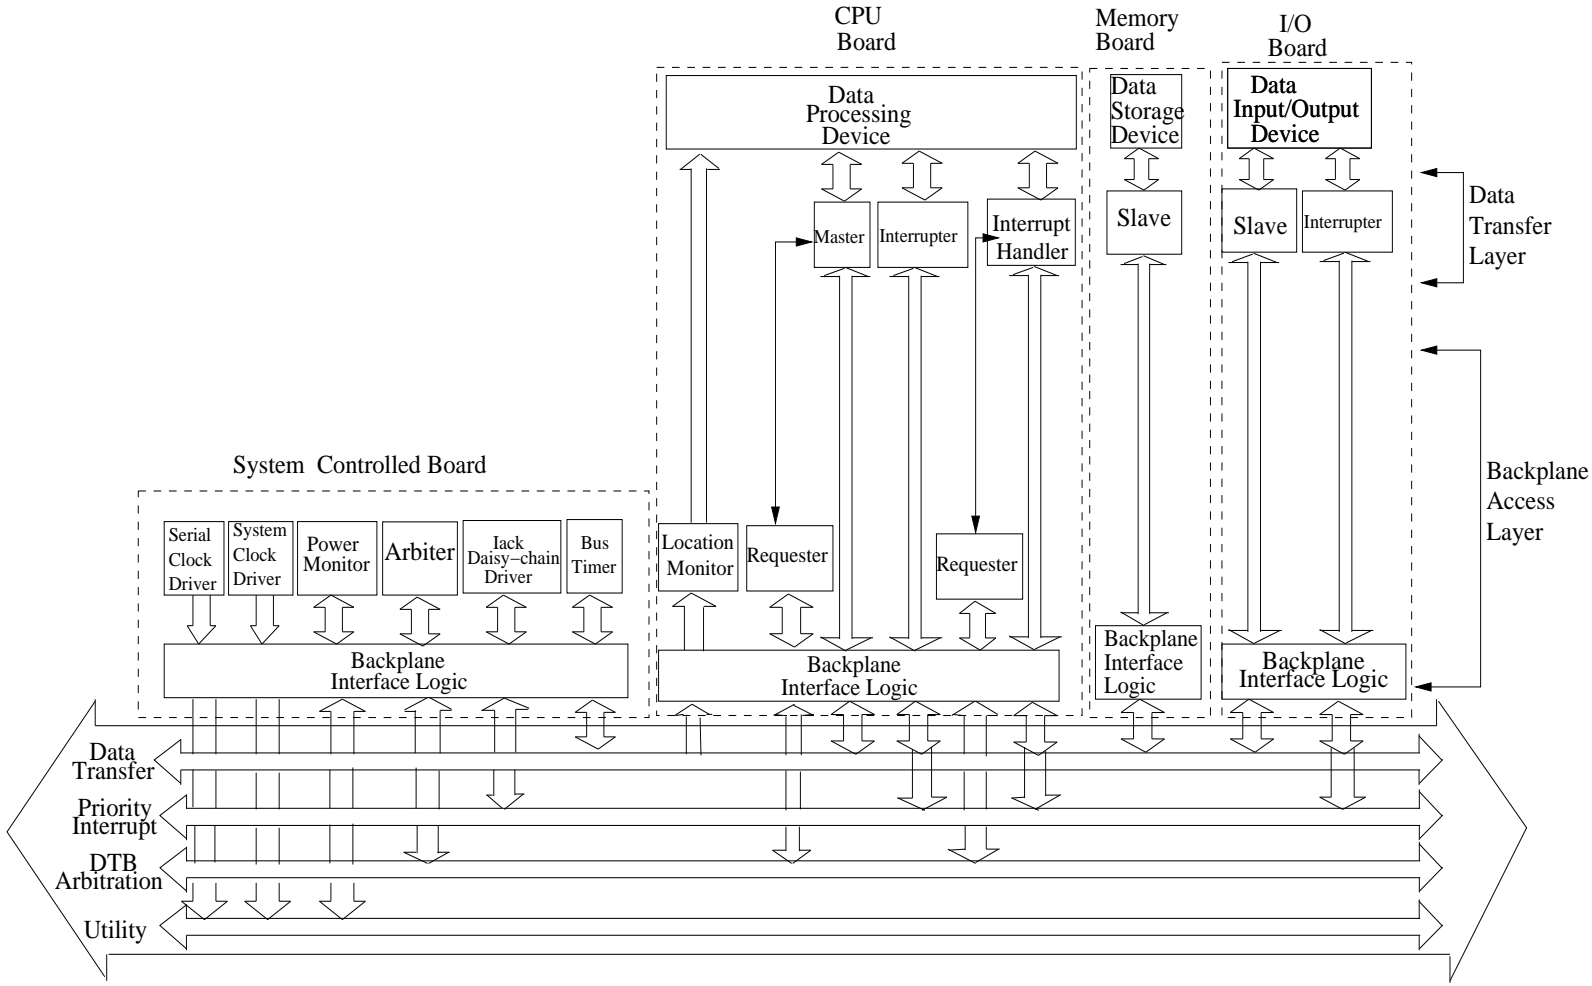 CPU
Board
Memory
Board
I/O
Board
Data
Processing
Device
Data
Storage
Device
Data
Input/Output
Device
Master
Interrupter
Interrupt
Handler
Slave
Slave
Interrupter
Data
Transfer
Layer
System Controlled Board
Backplane
Access
Layer
Serial
Clock
Driver
System
Clock
Driver
Power
Monitor
Arbiter
Iack
Daisy−chain
Driver
Bus
Timer
Location
Monitor
Requester
Requester
Backplane
Interface Logic
Backplane
Interface Logic
Backplane
Interface
Logic
Backplane
Interface Logic
Data
Transfer
Priority
Interrupt
DTB
Arbitration
Utility